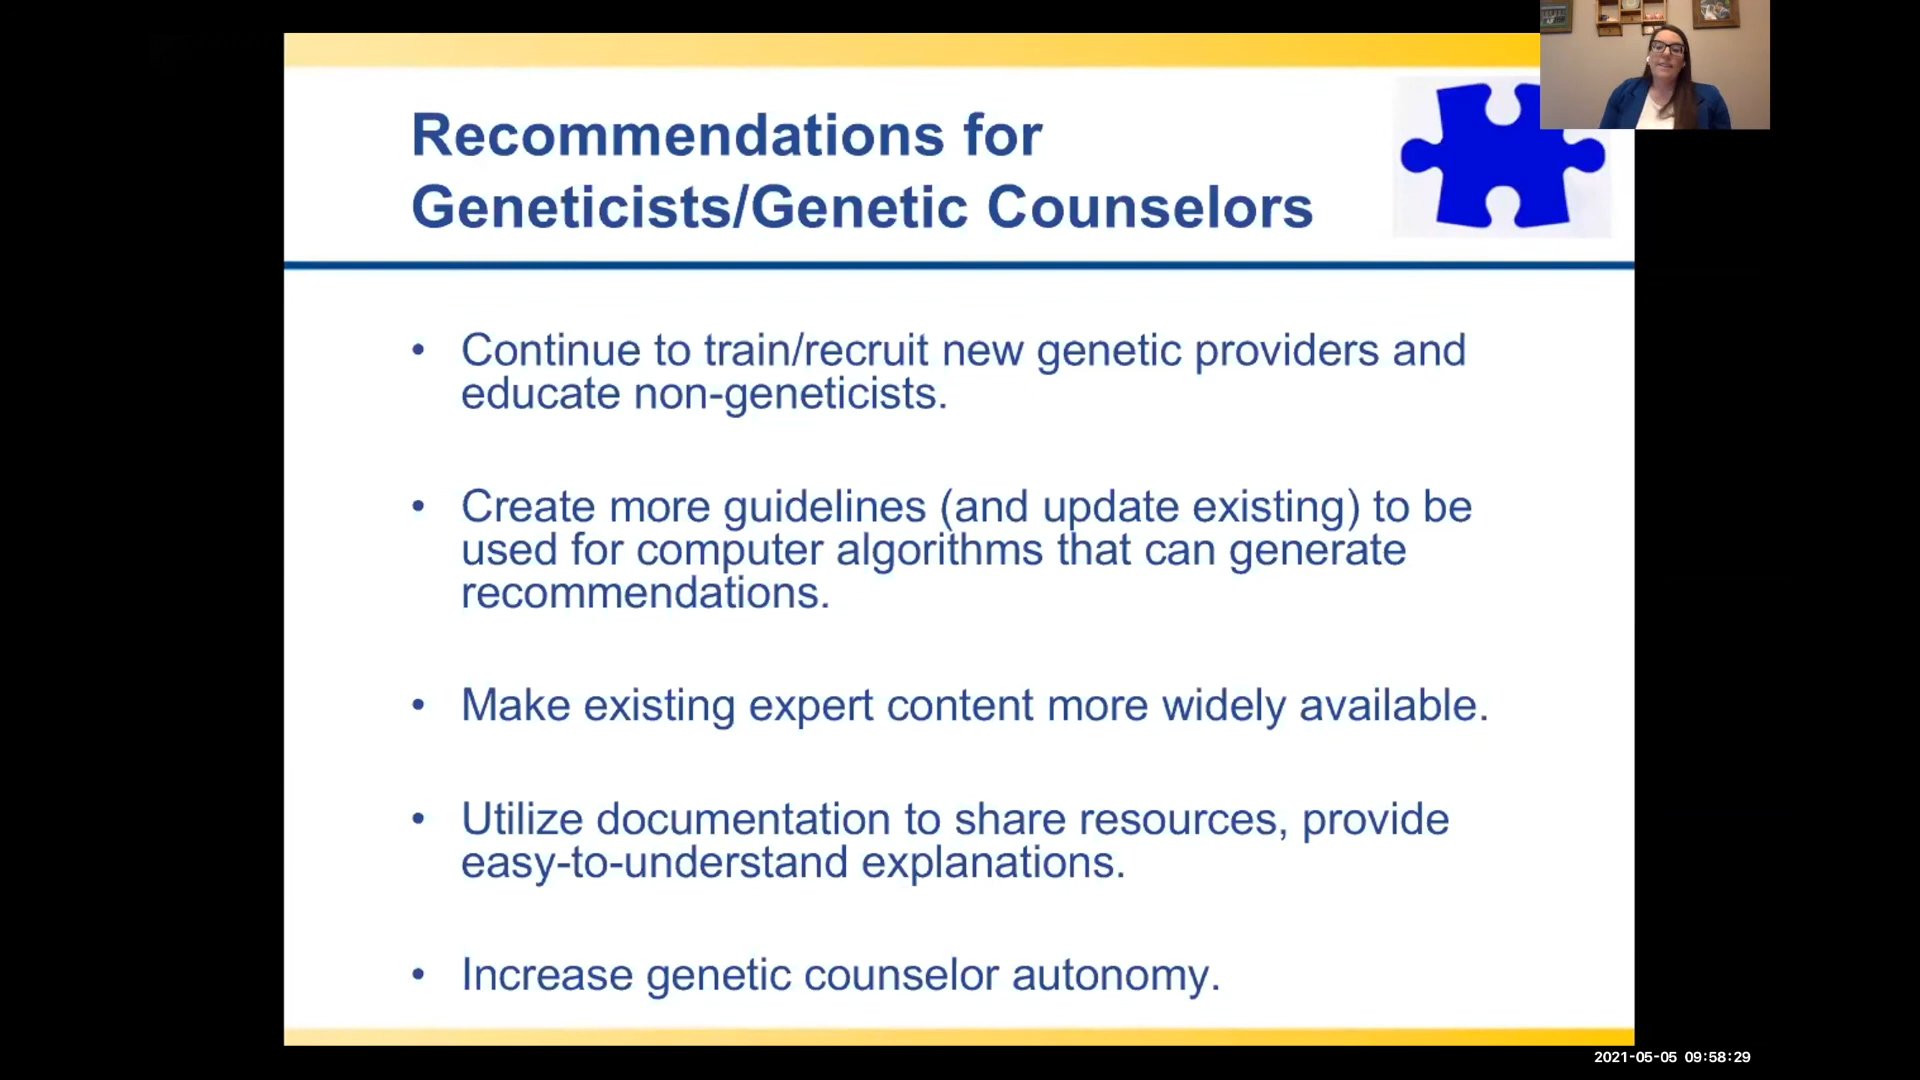 Recommendations for
Geneticists/Genetic Counselors
• Continue to train/recruit new genetic providers and
educate non-geneticists.
• Create more guidelines (and update existing) to be
used for computer algorithms that can generate
recommendations.
• Make existing expert content more widely available.
• Utilize documentation to share resources, provide
easy-to-understand explanations.
• Increase genetic counselor autonomy.
2021-05-05 09:58:29